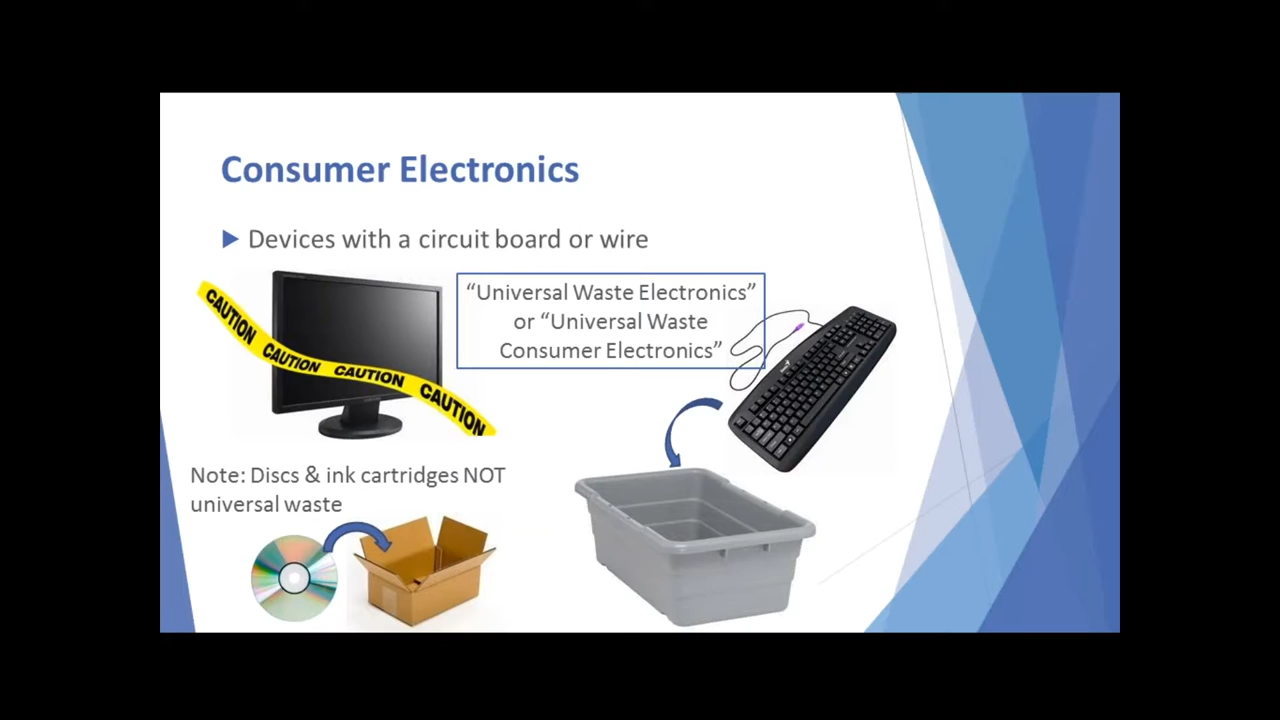 Consumer Electronics
Devices with a circuit board or wire
“Universal Waste Electronics”
or “Universal Waste
Consumer Electronics”
CAUTION CAUTION CAUTION CAUTION
Note: Discs & ink cartridges NOT
universal waste